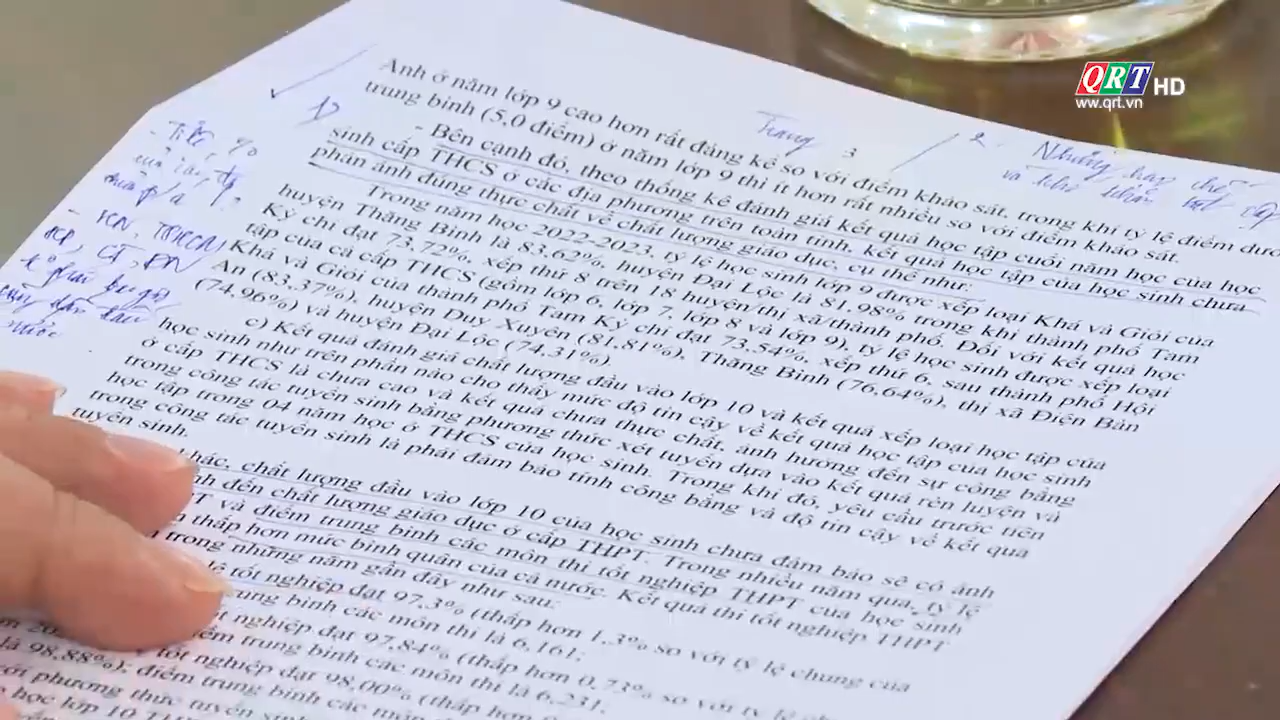 QRT HD
www.qrt.vn
Trang 3
1)
2. Những hạn chế
và
Anh ở năm lớp 9 cao hơn rất đáng kể so với điểm khảo sát, trong khi tỷ lệ điểm dưới
trung bình (5,0 điểm) ở năm lớp 9 thì ít hơn rất nhiều so với điểm khảo sát.
- Bên cạnh đó, theo thống kê đánh giá kết quả học tập cuối năm học của học
sinh cấp THCS ở các địa phương trên toàn tỉnh, kết quả học tập của học sinh chưa
phản ánh đúng thực chất về chất lượng giáo dục, cụ thể như:
Trong năm học 2022-2023, tỷ lệ học sinh lớp 9 được xếp loại Khá và Giỏi của
huyện Thăng Bình là 83,62%, huyện Đại Lộc là 81,98% trong khi thành phố Tam
Kỳ chỉ đạt 73,72%, xếp thứ 8 trên 18 huyện/thị xã/thành phố. Đối với kết quả học
tập của cả cấp THCS (gồm lớp 6, lớp 7, lớp 8 và lớp 9), tỷ lệ học sinh được xếp loại
Khá và Giỏi của thành phố Tam Kỳ chỉ đạt 73,54%, xếp thứ 6, sau thành phố Hội
An (83,37%), huyện Duy Xuyên (81,81%), Thăng Bình (76,64%), thị xã Điện Bàn
(74,96%) và huyện Đại Lộc (74,31%).
c) Kết quả đánh giá chất lượng đầu vào lớp 10 và kết quả xếp loại học tập của
học sinh như trên phần nào cho thấy mức độ tin cậy về kết quả học tập của học sinh
ở cấp THCS là chưa cao và kết quả chưa thực chất, ảnh hưởng đến sự công bằng
trong công tác tuyển sinh bằng phương thức xét tuyển dựa vào kết quả rèn luyện và
học tập trong 04 năm học ở THCS của học sinh. Trong khi đó, yêu cầu trước tiên
trong công tác tuyển sinh là phải đảm bảo tính công bằng và độ tin cậy về kết quả
tuyển sinh.
khác, chất lượng đầu vào lớp 10 của học sinh chưa đảm bảo sẽ có ảnh
đến chất lượng giáo dục ở cấp THPT. Trong nhiều năm qua, tỷ lệ
và điểm trung bình các môn thi tốt nghiệp THPT của học sinh
thấp hơn mức bình quân của cả nước. Kết quả thi tốt nghiệp THPT
trong những năm gần đây như sau:
lệ tốt nghiệp đạt 97,3% (thấp hơn 1,3% so với tỷ lệ chung của
trung bình các môn thi là 6,161;
nghiệp đạt 97,84% (thấp hơn 0,73% so với tỷ lệ
điểm trung bình các môn thi là 6,231;
tốt nghiệp đạt 98,00% (thấp hơn
là 98,88%); điểm trung bình các môn
phương thức tuyển sinh
học lớp 10